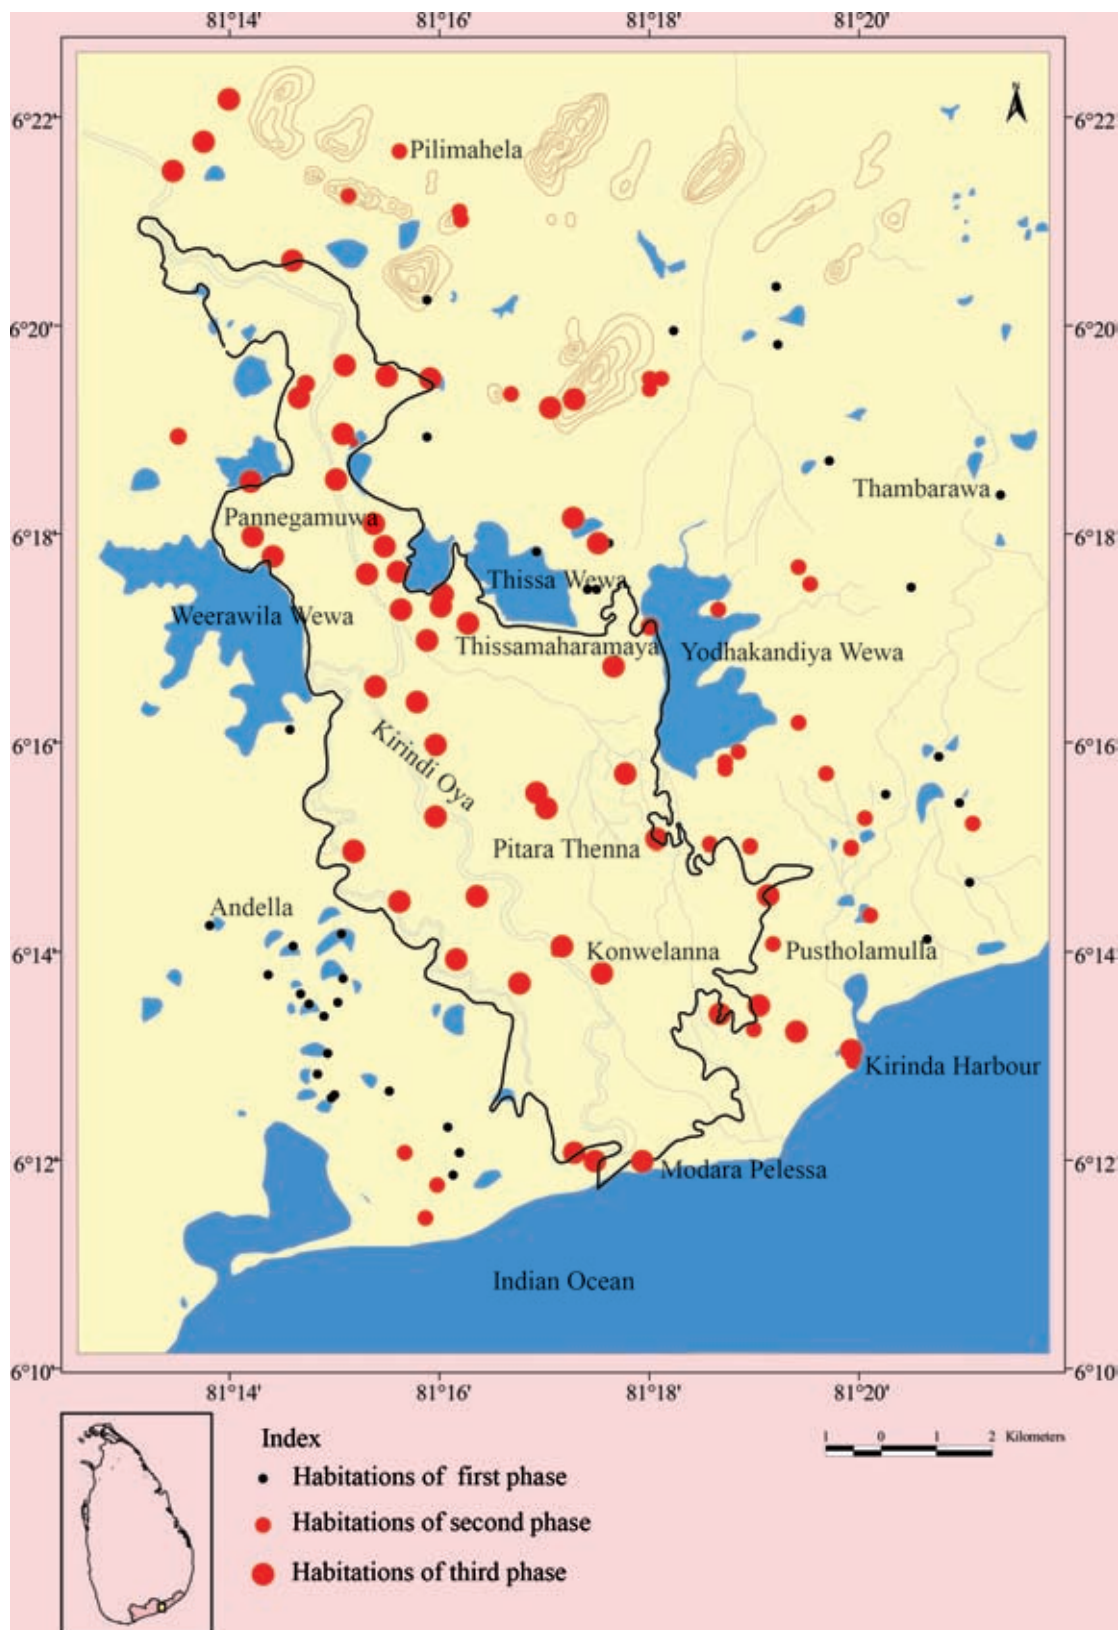 81°14' 81°16' 81°18' 81°20'
N
6°22' 6°22'
Pilimahela
6°20' 6°20'
Thambarawa
Pannegamuwa
6°18' 6°18'
Thissa Wewa
Weerawila Wewa
Thissamaharamaya
Yodhakandiya Wewa
Kirindi Oya
6°16' 6°16'
Pitara Thenna
Andella
Konwelanna
Pustholamulla
6°14' 6°14'
Kirinda Harbour
6°12' 6°12'
Modara Pelessa
Indian Ocean
6°10' 6°10'
81°14' 81°16' 81°18' 81°20'
Index
1 0 1 2 Kilometers
Habitations of first phase
Habitations of second phase
Habitations of third phase